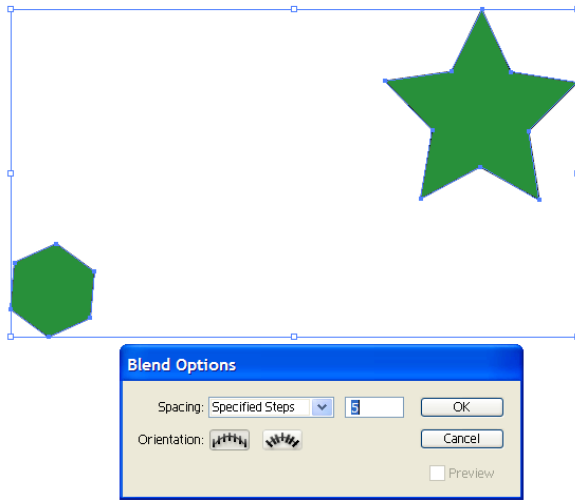 Blend Options
Spacing: Specified Steps 5 OK
Orientation: Cancel
Preview